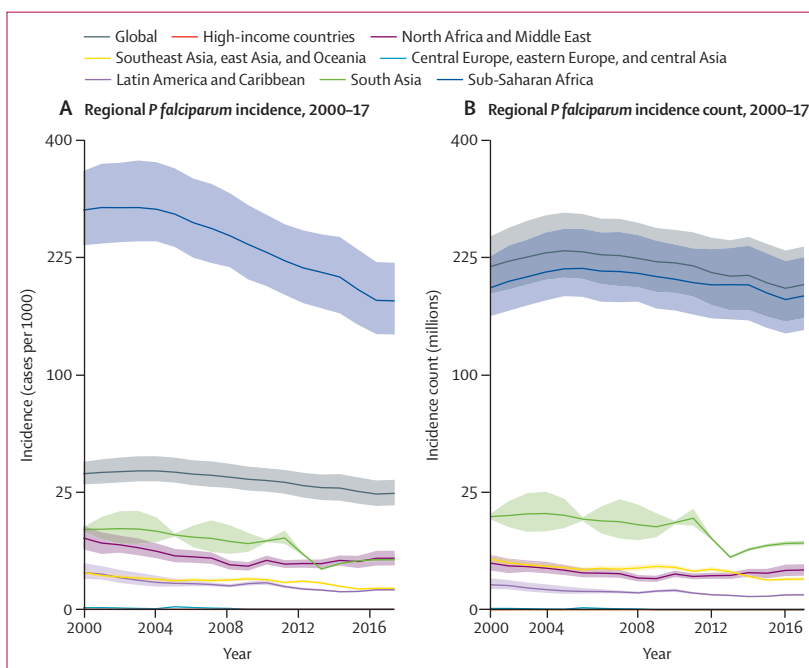 Global High-income countries North Africa and Middle East
Southeast Asia, east Asia, and Oceania Central Europe, eastern Europe, and central Asia
Latin America and Caribbean South Asia Sub-Saharan Africa
A Regional P falciparum incidence, 2000–17
400
225
100
25
0
Incidence (cases per 1000)
2000 2004 2008 2012 2016
Year
B Regional P falciparum incidence count, 2000–17
400
225
100
25
0
Incidence count (millions)
2000 2004 2008 2012 2016
Year